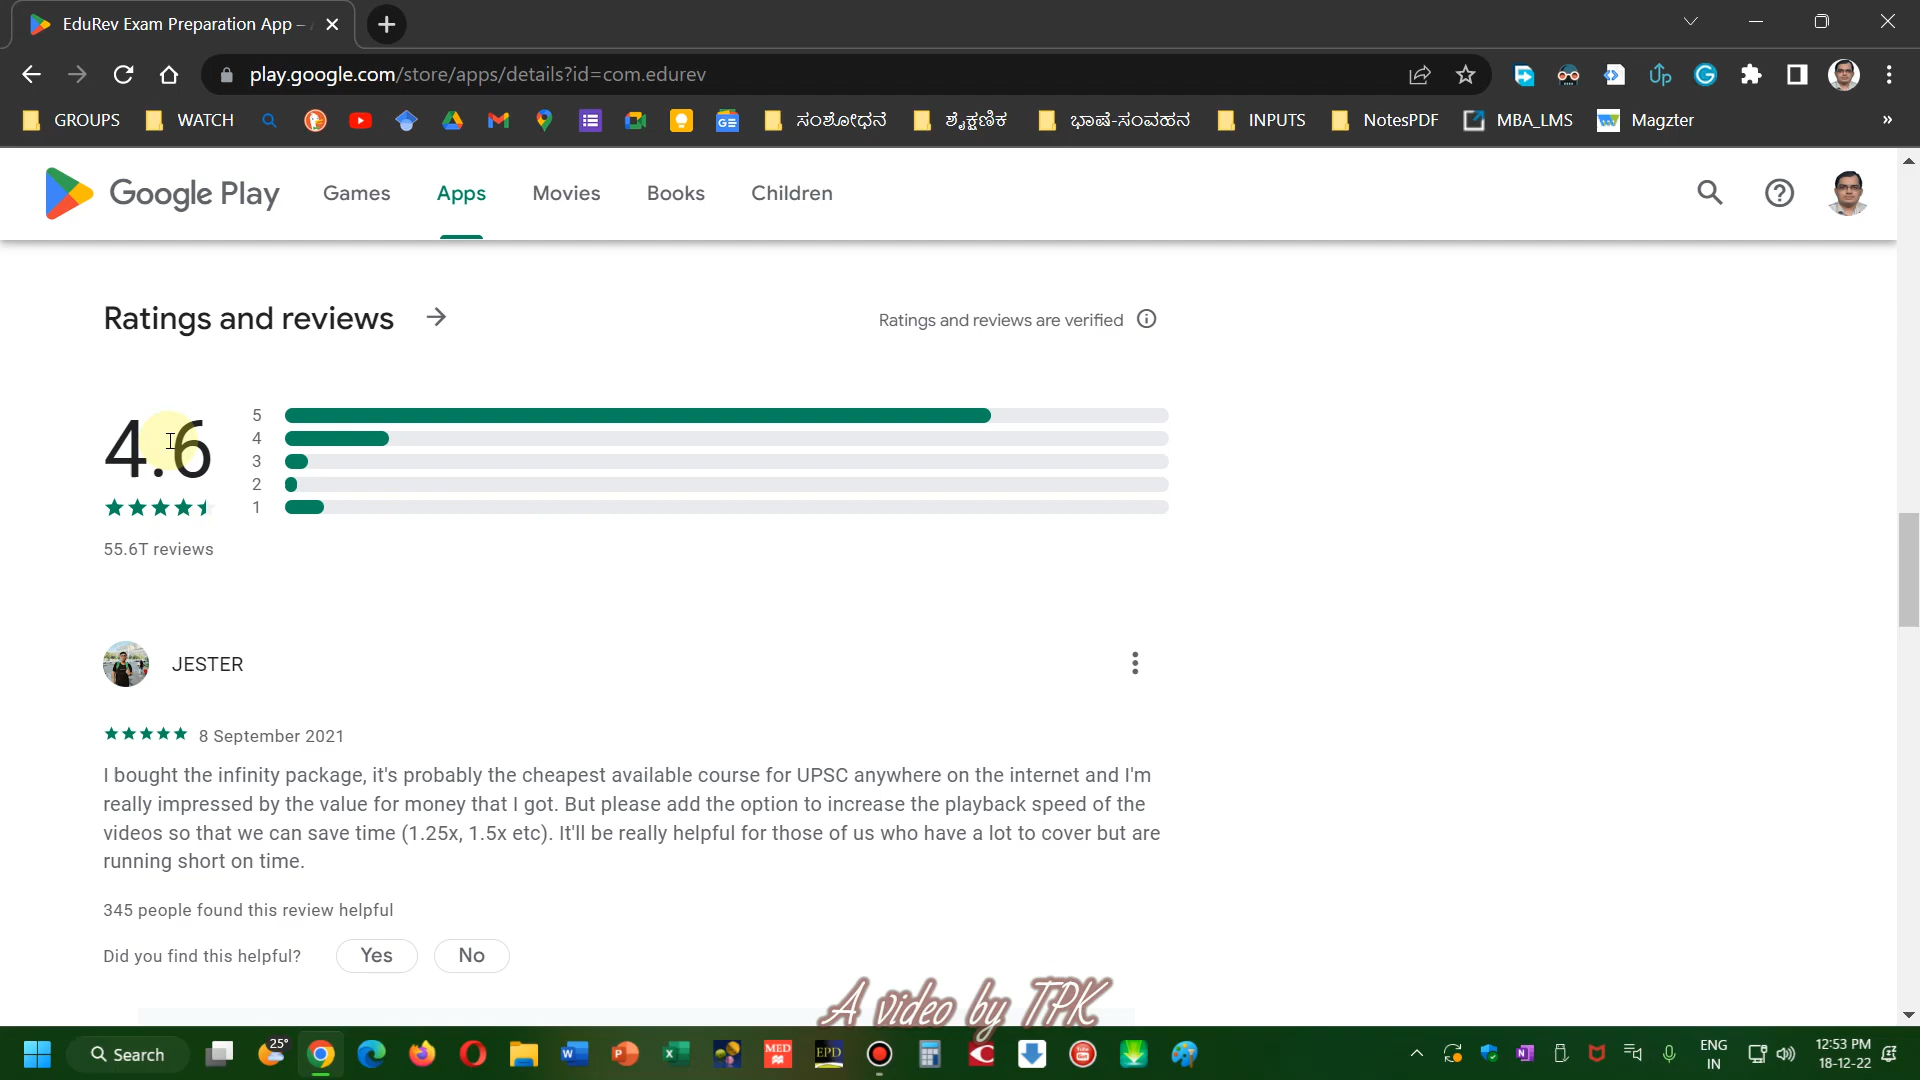 EduRev Exam Preparation App –
play.google.com/store/apps/details?id=com.edurev
GROUPS WATCH ಸಂಶೋಧನೆ ಶೈಕ್ಷಣಿಕ ಭಾಷೆ-ಸಂವಹನ INPUTS NotesPDF MBA_LMS Magzter »
Google Play Games Apps Movies Books Children
Ratings and reviews Ratings and reviews are verified
4.6
5
4
3
2
1
55.6T reviews
JESTER
8 September 2021
I bought the infinity package, it's probably the cheapest available course for UPSC anywhere on the internet and I'm
really impressed by the value for money that I got. But please add the option to increase the playback speed of the
videos so that we can save time (1.25x, 1.5x etc). It'll be really helpful for those of us who have a lot to cover but are
running short on time.
345 people found this review helpful
Did you find this helpful? Yes No
A video by TPK
Search 25° MED EPD ENG IN 12:53 PM
18-12-22